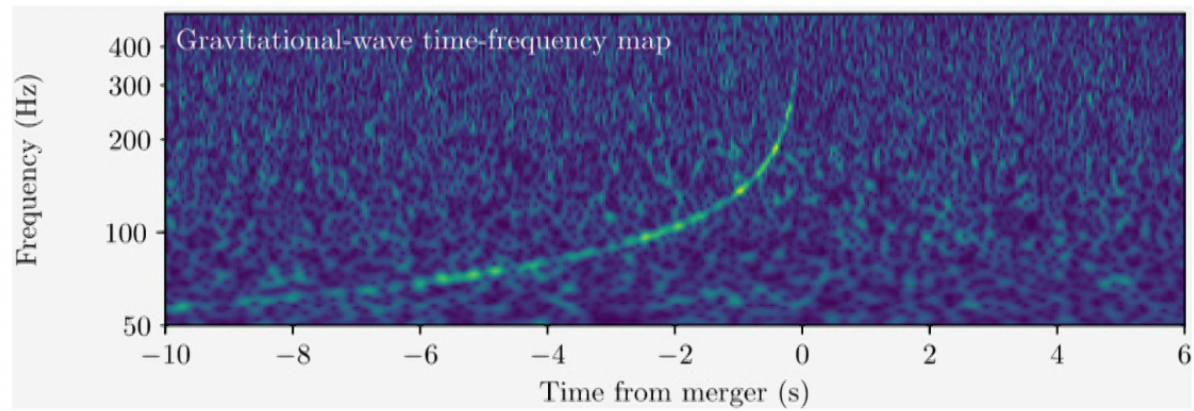 Gravitational-wave time-frequency map
Frequency (Hz)
400
300
200
100
50
−10 −8 −6 −4 −2 0 2 4 6
Time from merger (s)